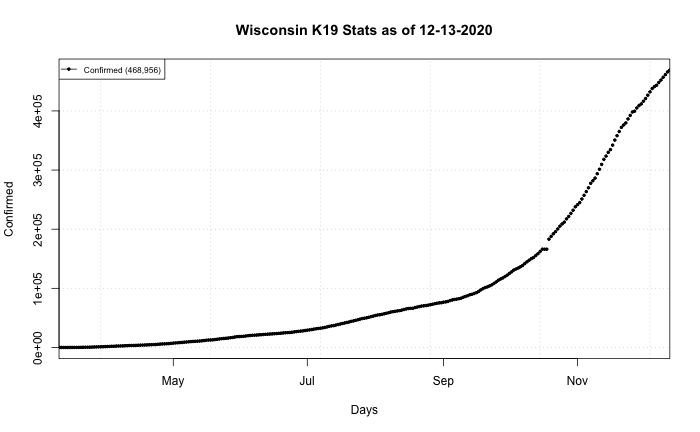 Wisconsin K19 Stats as of 12-13-2020
Confirmed (468,956)
Confirmed
4e+05
3e+05
2e+05
1e+05
0e+00
May Jul Sep Nov
Days